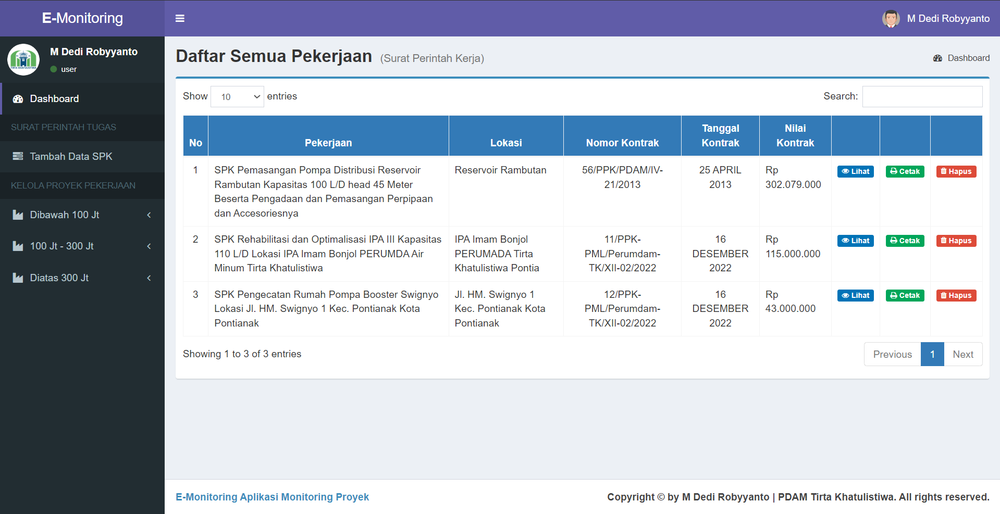 E-Monitoring
M Dedi Robyyanto
M Dedi Robyyanto
user
Dashboard
SURAT PERINTAH TUGAS
Tambah Data SPK
KELOLA PROYEK PEKERJAAN
Dibawah 100 Jt
100 Jt - 300 Jt
Diatas 300 Jt
Daftar Semua Pekerjaan (Surat Perintah Kerja)
Dashboard
Show 10 entries
Search:
No Pekerjaan Lokasi Nomor Kontrak Tanggal Kontrak Nilai Kontrak
1
SPK Pemasangan Pompa Distribusi Reservoir
Rambutan Kapasitas 100 L/D head 45 Meter
Beserta Pengadaan dan Pemasangan Perpipaan
dan Accesoriesnya
Reservoir Rambutan
56/PPK/PDAM/IV-
21/2013
25 APRIL
2013
Rp
302.079.000
Lihat
Cetak
Hapus
2
SPK Rehabilitasi dan Optimalisasi IPA III Kapasitas
110 L/D Lokasi IPA Imam Bonjol PERUMDA Air
Minum Tirta Khatulistiwa
IPA Imam Bonjol
PERUMADA Tirta
Khatulistiwa Pontia
11/PPK-
PML/Perumdam-
TK/XII-02/2022
16
DESEMBER
2022
Rp
115.000.000
Lihat
Cetak
Hapus
3
SPK Pengecatan Rumah Pompa Booster Swignyo
Lokasi Jl. HM. Swignyo 1 Kec. Pontianak Kota
Pontianak
Jl. HM. Swignyo 1
Kec. Pontianak Kota
Pontianak
12/PPK-
PML/Perumdam-
TK/XII-02/2022
16
DESEMBER
2022
Rp
43.000.000
Lihat
Cetak
Hapus
Showing 1 to 3 of 3 entries
Previous 1 Next
E-Monitoring Aplikasi Monitoring Proyek
Copyright © by M Dedi Robyyanto | PDAM Tirta Khatulistiwa. All rights reserved.
TIRTA KHATULISTIWA